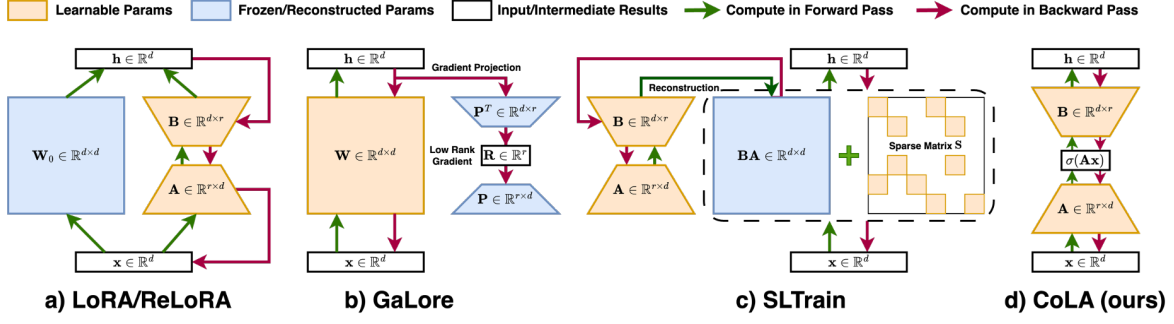 Learnable Params
Frozen/Reconstructed Params
Input/Intermediate Results
Compute in Forward Pass
Compute in Backward Pass
h ∈ ℝ^d
W₀ ∈ ℝ^{d×d}
B ∈ ℝ^{d×r}
A ∈ ℝ^{r×d}
x ∈ ℝ^d
a) LoRA/ReLoRA
h ∈ ℝ^d
Gradient Projection
W ∈ ℝ^{d×d}
P^T ∈ ℝ^{d×r}
Low Rank
Gradient
R ∈ ℝ^r
P ∈ ℝ^{r×d}
x ∈ ℝ^d
b) GaLore
h ∈ ℝ^d
Reconstruction
B ∈ ℝ^{d×r}
A ∈ ℝ^{r×d}
BA ∈ ℝ^{d×d}
Sparse Matrix S
x ∈ ℝ^d
c) SLTrain
h ∈ ℝ^d
B ∈ ℝ^{d×r}
σ(Ax)
A ∈ ℝ^{r×d}
x ∈ ℝ^d
d) CoLA (ours)